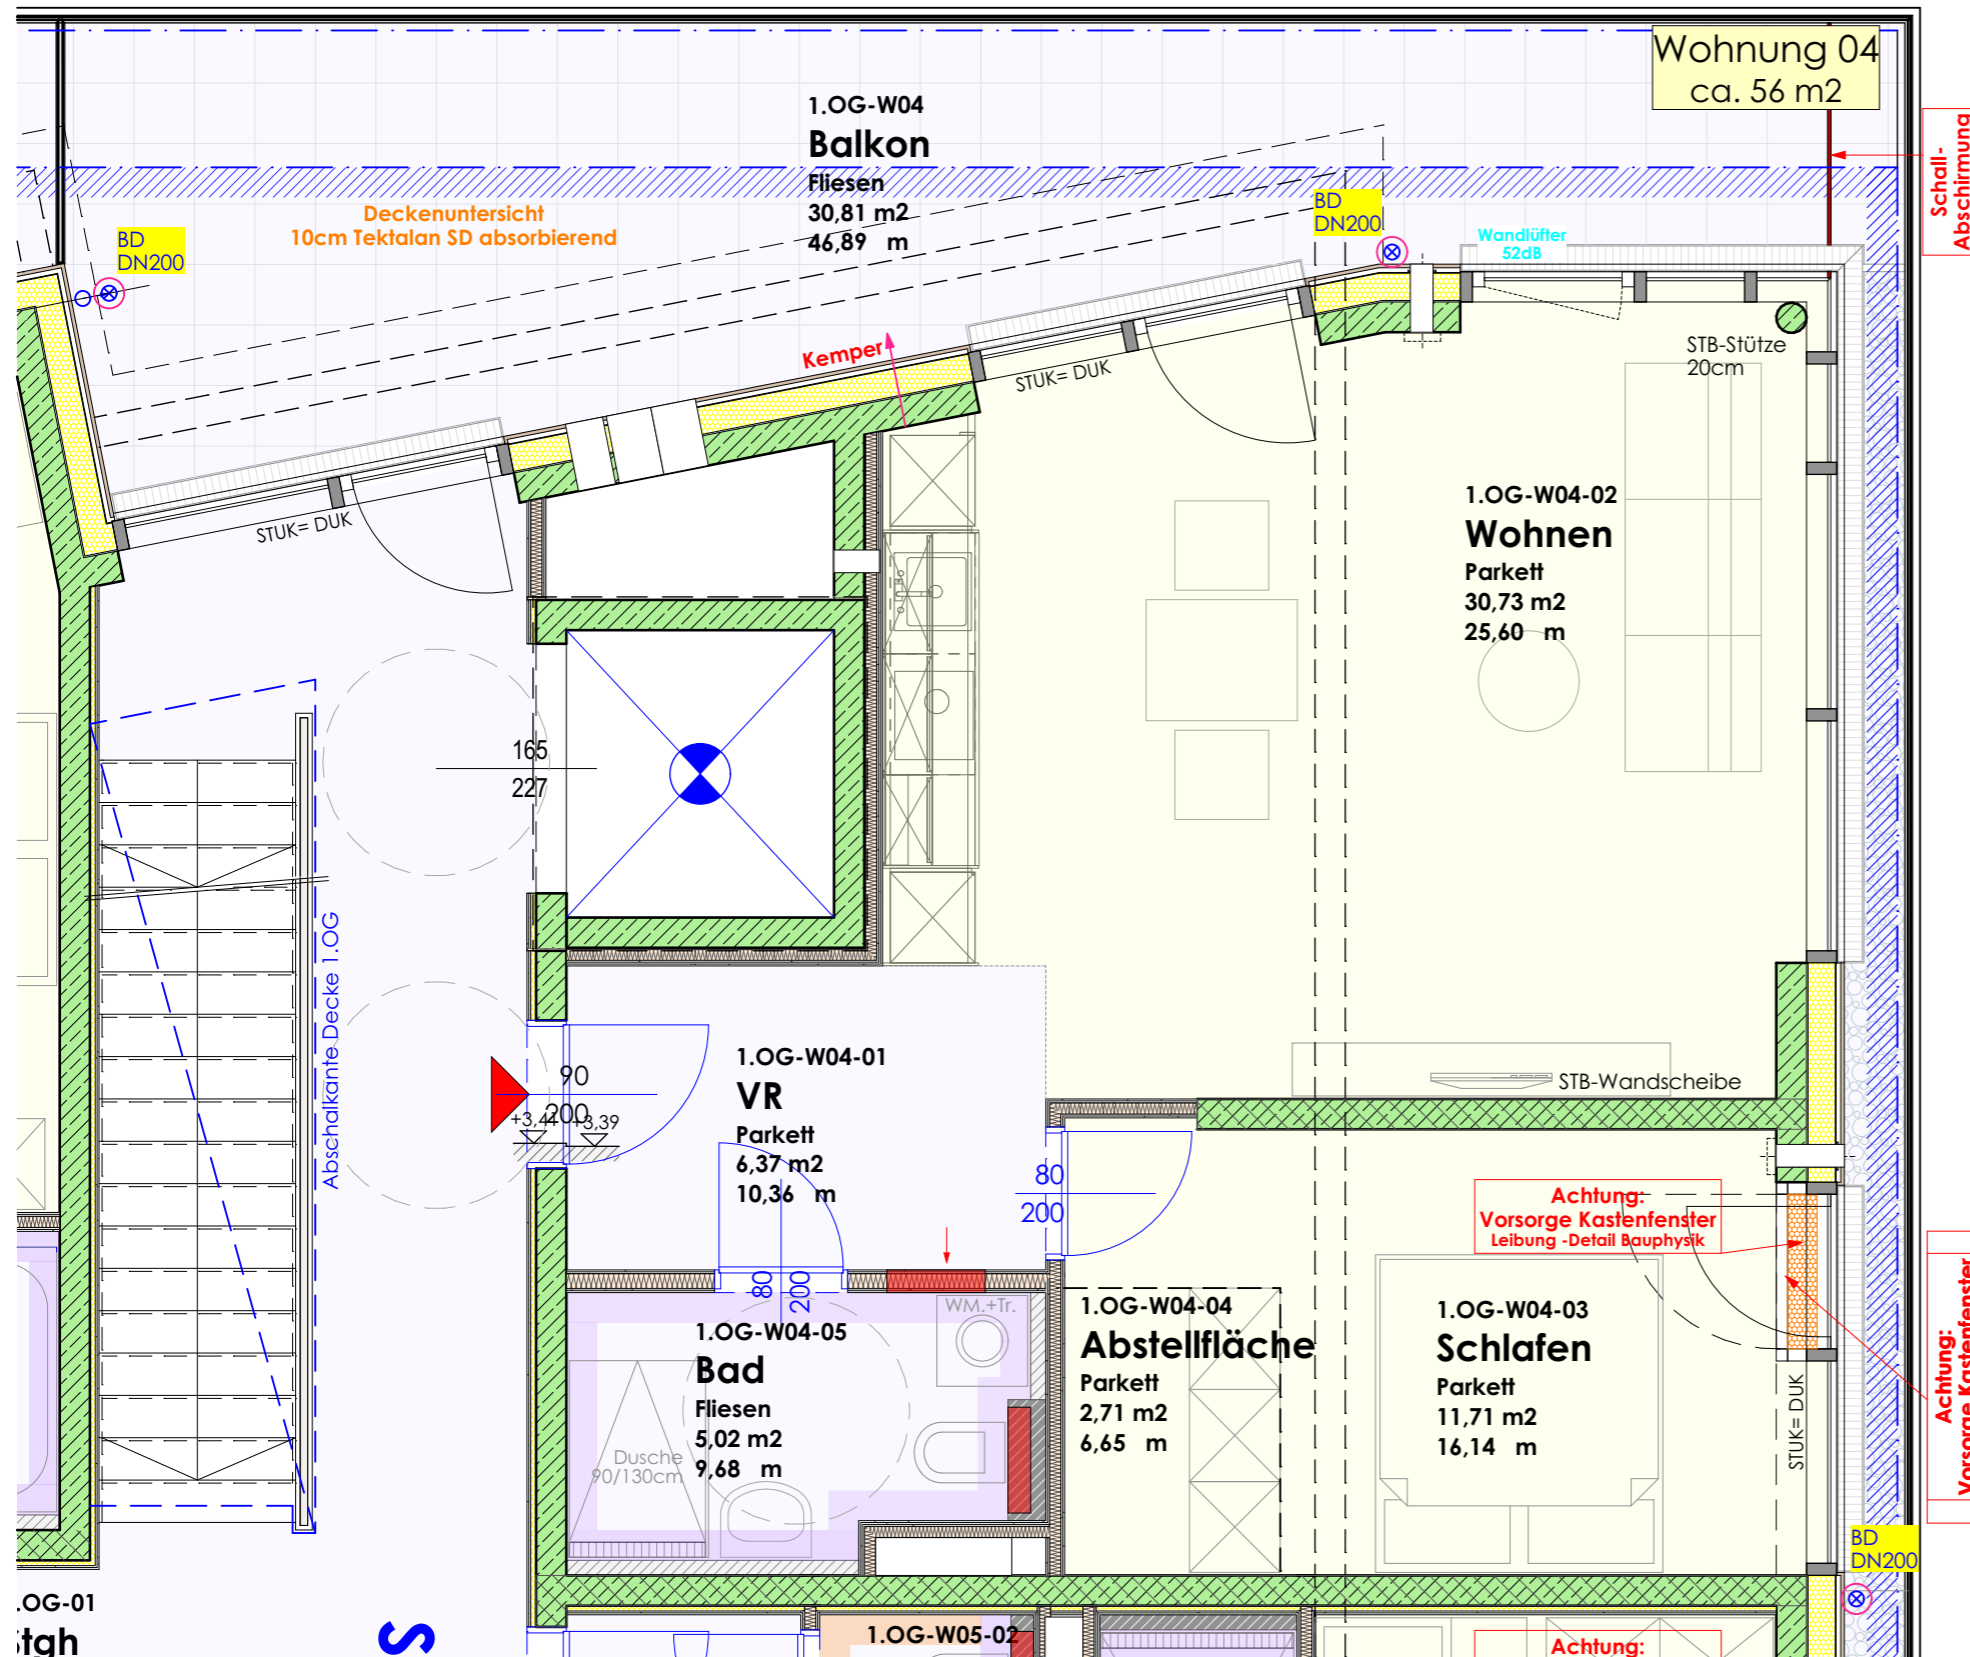 Wohnung 04
ca. 56 m2
1.OG-W04
Balkon
Fliesen
30,81 m2
46,89 m
Schall-
Abschirmung
Deckenuntersicht
10cm Tektalan SD absorbierend
BD
DN200
BD
DN200
Wandlüfter
52dB
Kemper
STUK= DUK
STUK= DUK
STB-Stütze
20cm
1.OG-W04-02
Wohnen
Parkett
30,73 m2
25,60 m
165
227
Abschalkante Decke 1.OG
90
200
+3,41
+3,39
1.OG-W04-01
VR
Parkett
6,37 m2
10,36 m
STB-Wandscheibe
80
200
80
200
Achtung:
Vorsorge Kastenfenster
Leibung -Detail Bauphysik
Achtung:
Vorsorge Kastenfenster
WM.+Tr.
1.OG-W04-05
Bad
Fliesen
5,02 m2
9,68 m
Dusche
90/130cm
1.OG-W04-04
Abstellfläche
Parkett
2,71 m2
6,65 m
1.OG-W04-03
Schlafen
Parkett
11,71 m2
16,14 m
STUK= DUK
BD
DN200
.OG-01
Stgh
S
1.OG-W05-02
Achtung: